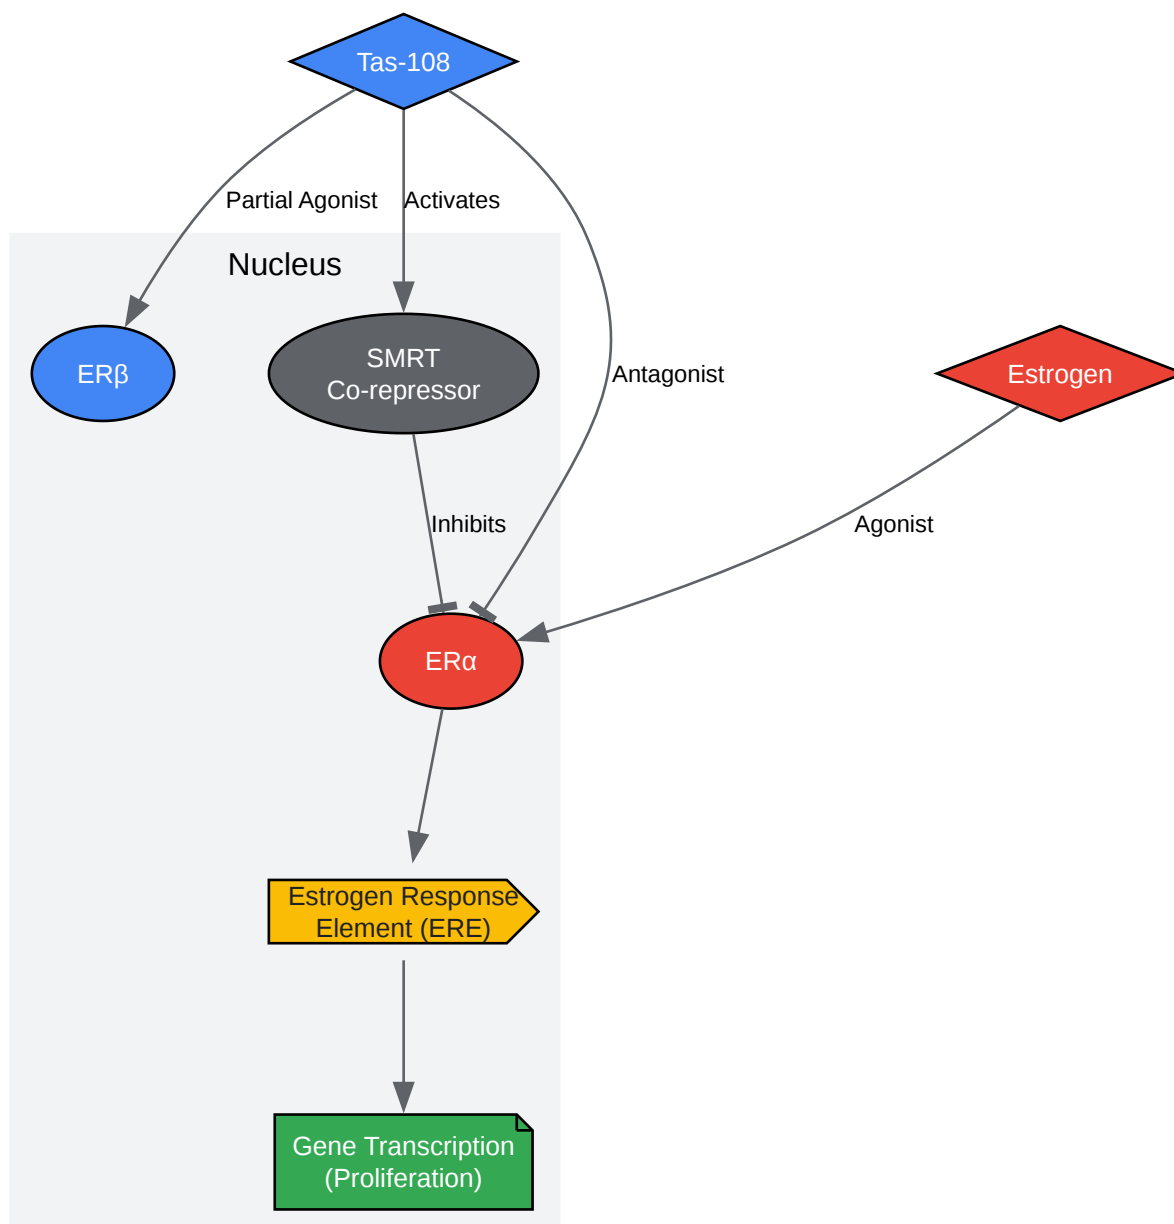 Tas-108
Partial Agonist
Activates
Nucleus
ERβ
SMRT
Co-repressor
Antagonist
Estrogen
Inhibits
Agonist
ERα
Estrogen Response
Element (ERE)
Gene Transcription
(Proliferation)